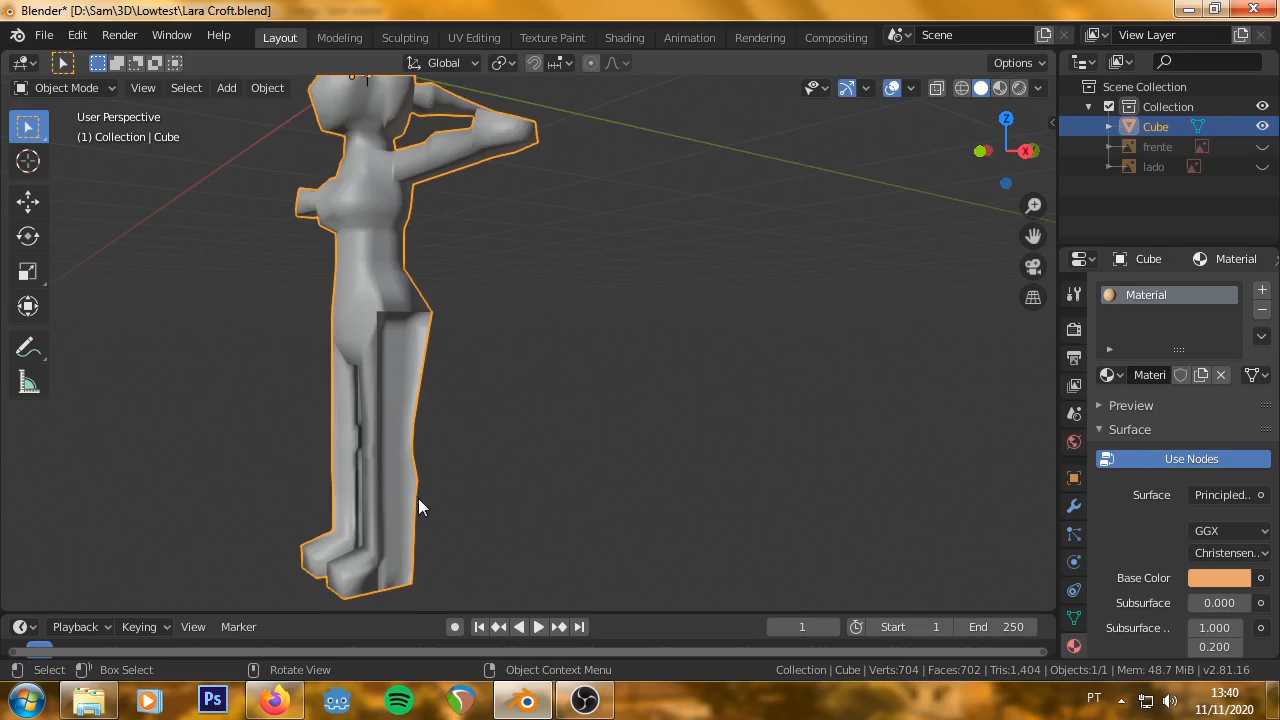 Blender* [D:\Sam\3D\Lowtest\Lara Croft.blend]
File Edit Render Window Help
Layout Modeling Sculpting UV Editing Texture Paint Shading Animation Rendering Compositing
Scene
View Layer
Global
Options
Object Mode View Select Add Object
User Perspective
(1) Collection | Cube
Z
X
Scene Collection
Collection
Cube
frente
lado
Cube Material
Material
Materi
Preview
Surface
Use Nodes
Surface Principled..
GGX
Christensen..
Base Color
Subsurface 0.000
Subsurface .. 1.000
0.200
Playback Keying View Marker
1
Start 1
End 250
Select Box Select Rotate View Object Context Menu
Collection | Cube | Verts:704 | Faces:702 | Tris:1,404 | Objects:1/1 | Mem: 48.7 MiB | v2.81.16
Ps
PT
13:40
11/11/2020